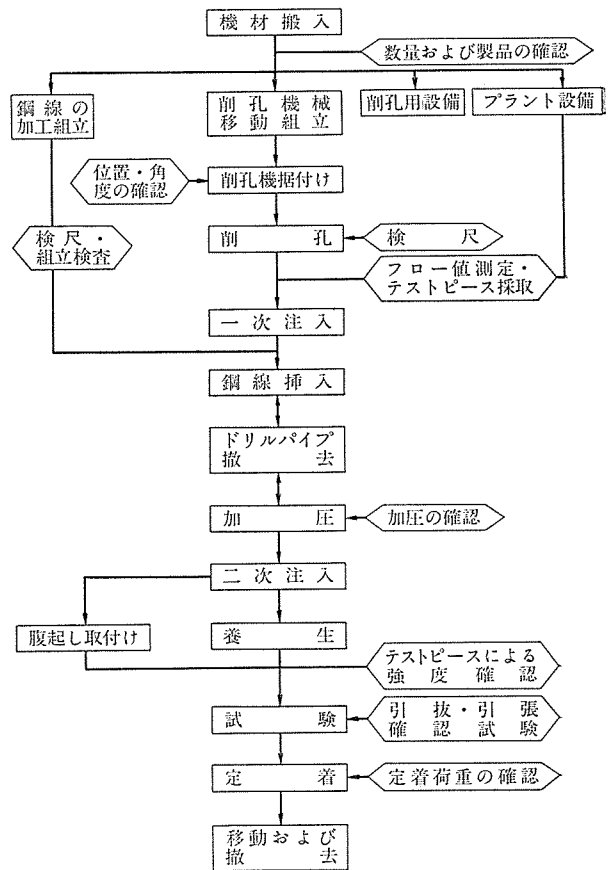 機材搬入
数量および製品の確認
鋼線の
加工組立
削孔機械
移動組立
削孔用設備
プラント設備
位置・角
度の確認
削孔機据付け
検尺・
組立検査
削孔
検尺
フロー値測定・
テストピース採取
一次注入
鋼線挿入
ドリルパイプ
撤去
加圧
加圧の確認
二次注入
腹起し取付け
養生
テストピースによる
強度確認
試験
引抜・引張
確認試験
定着
定着荷重の確認
移動および
撤去